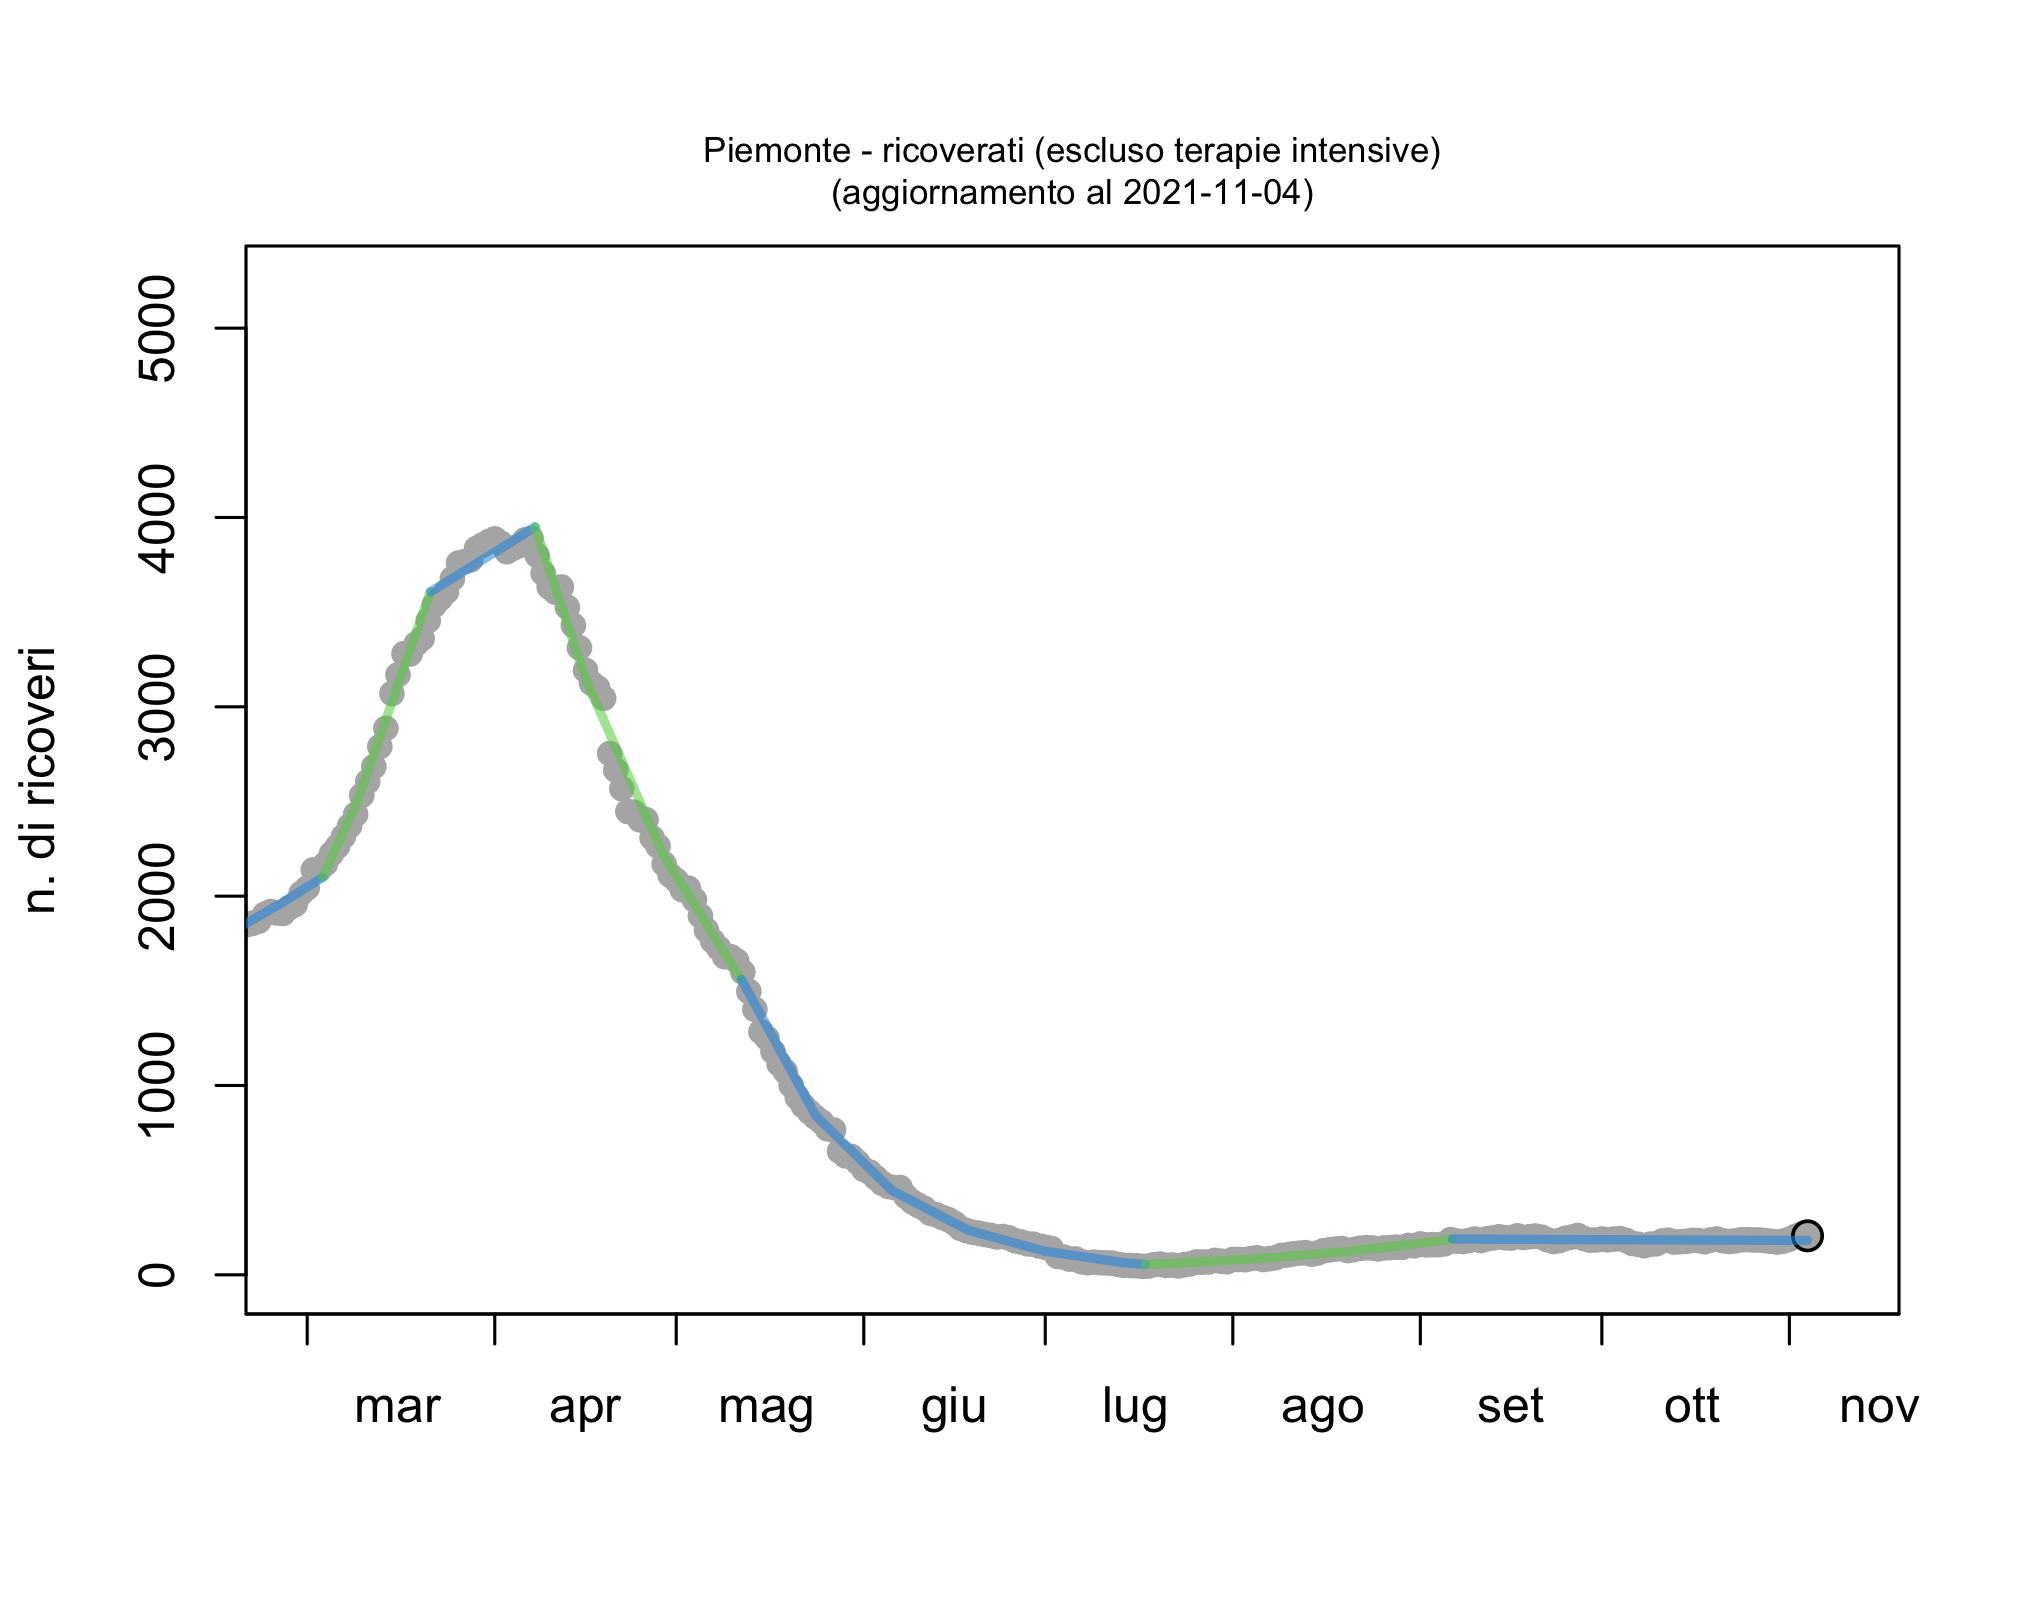 Piemonte - ricoverati (escluso terapie intensive)
(aggiornamento al 2021-11-04)
n. di ricoveri
5000
4000
3000
2000
1000
0
mar apr mag giu lug ago set ott nov